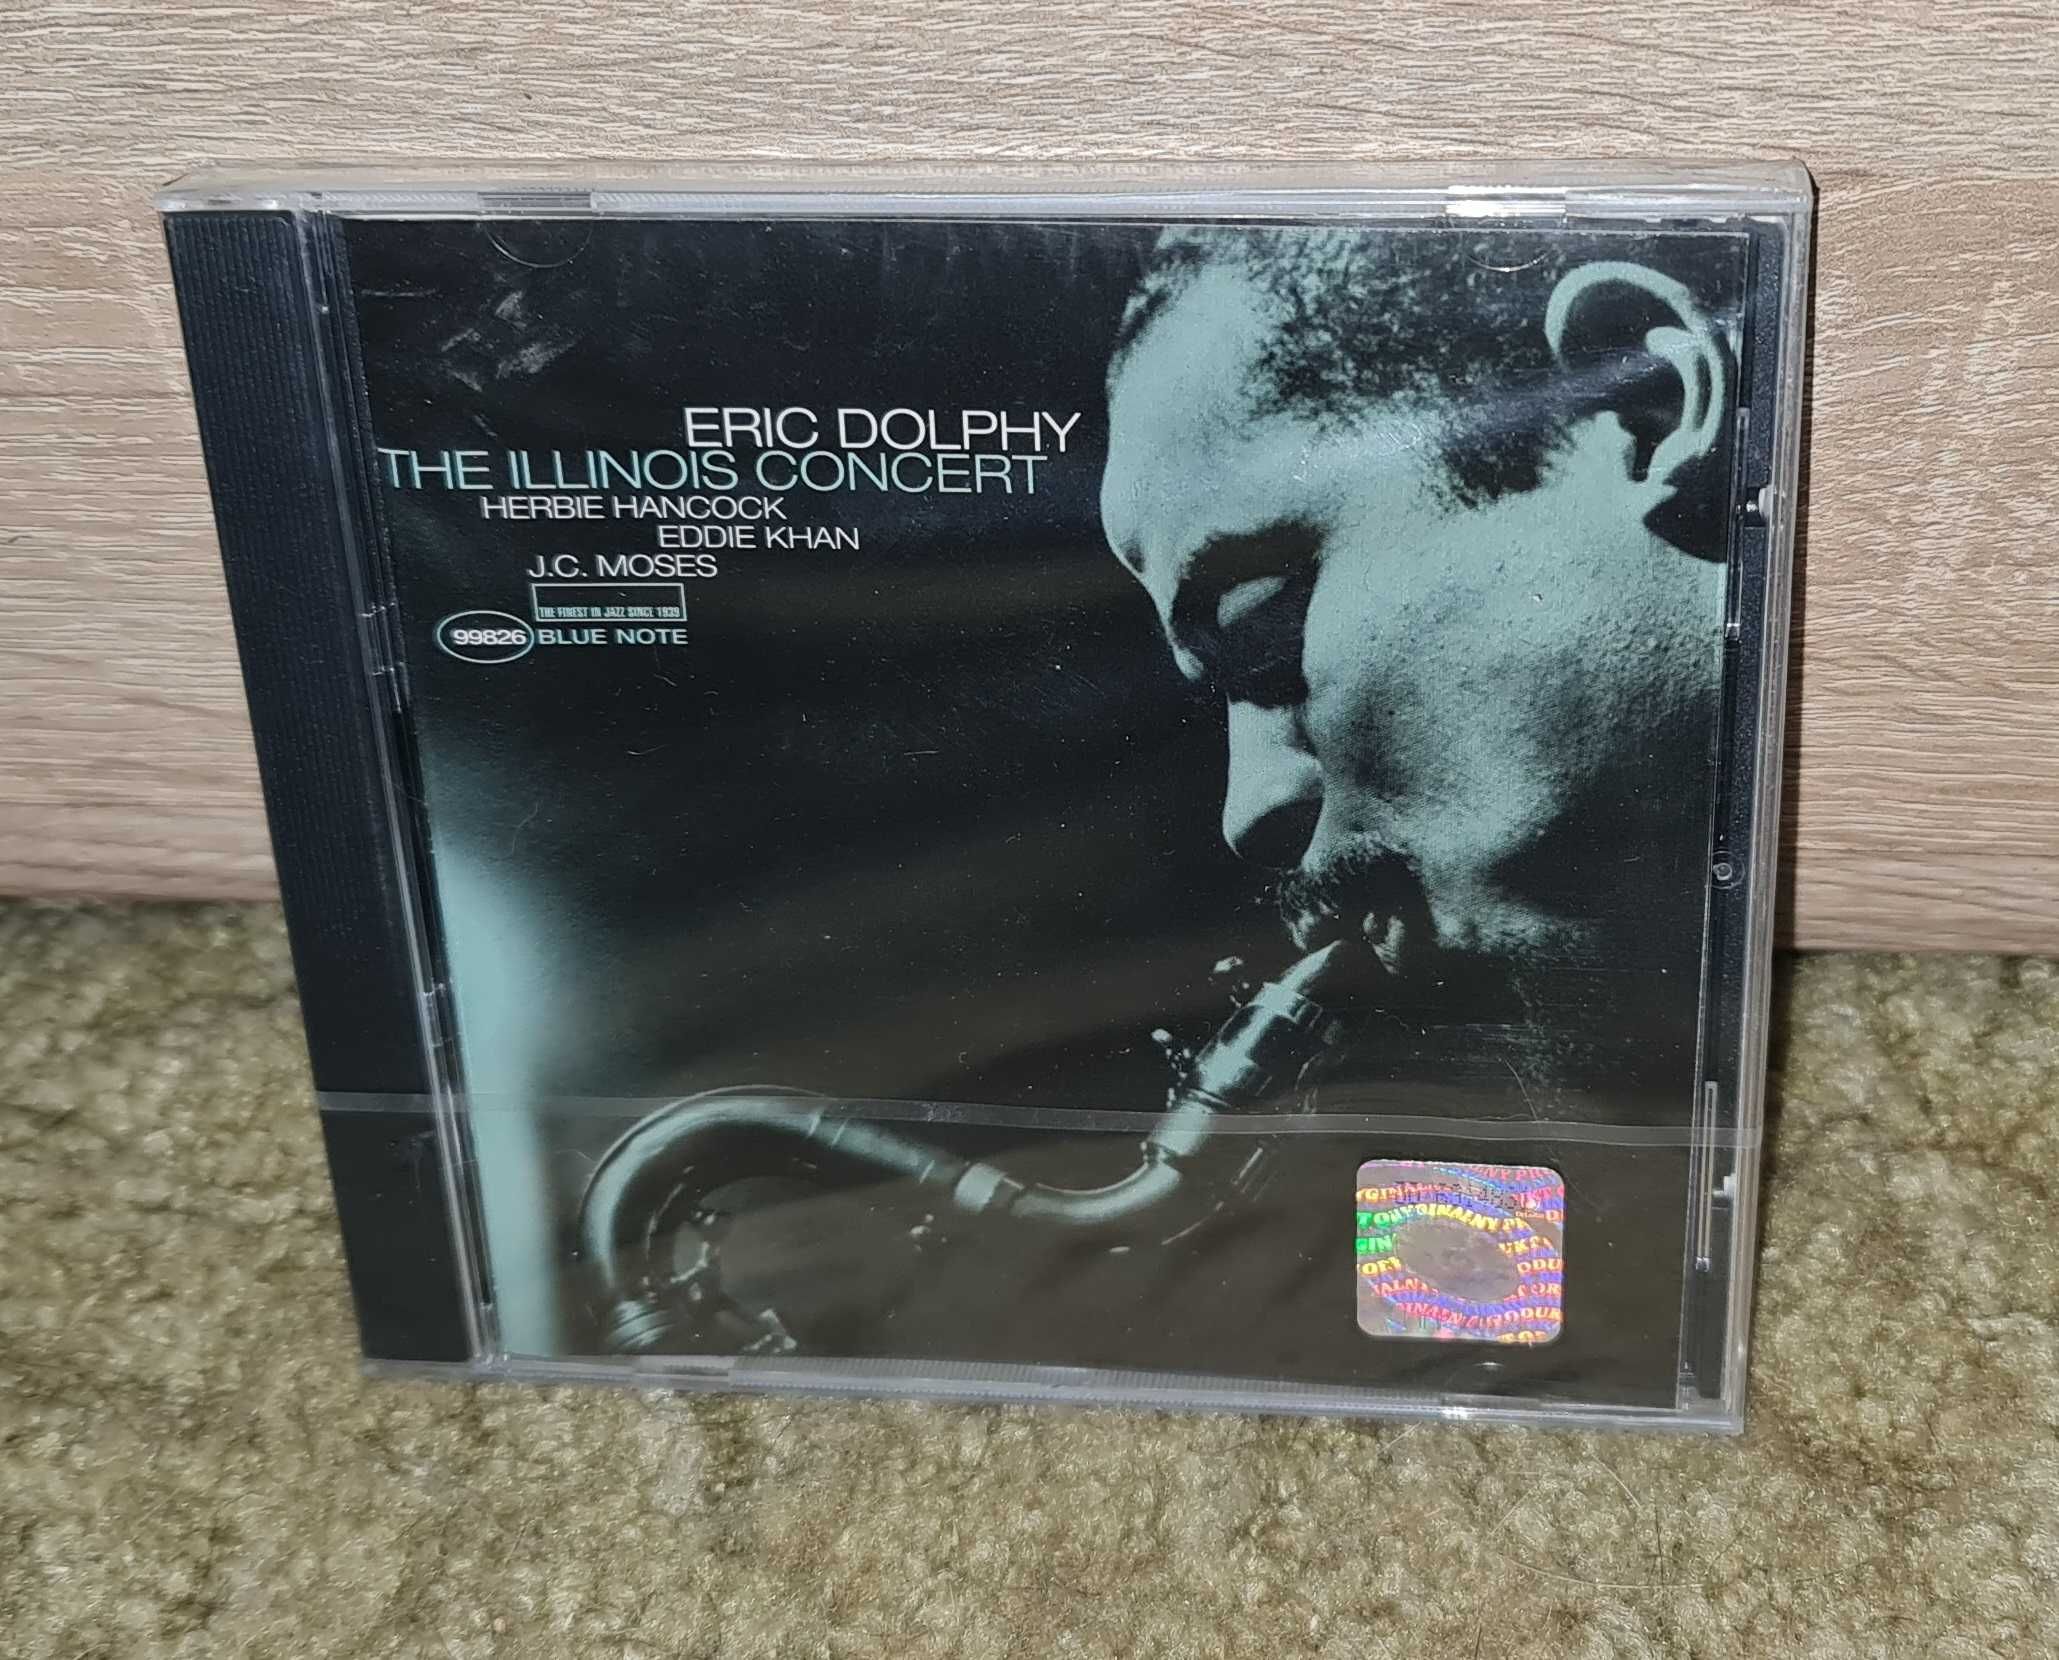 ERIC DOLPHY
THE ILLINOIS CONCERT
HERBIE HANCOCK
EDDIE KHAN
J.C. MOSES
THE FINEST IN JAZZ SINCE 1939
99826 BLUE NOTE
ORYGINALNY